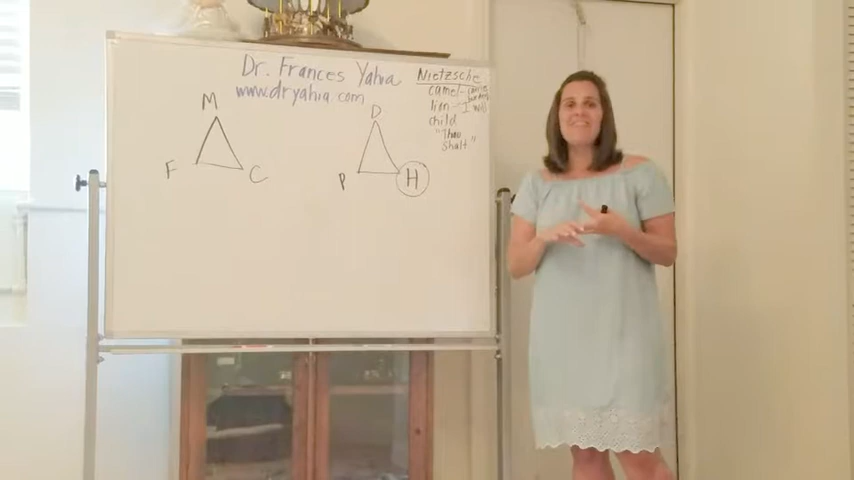 Dr. Frances Yahia
www.dryahia.com
M
F
C
D
P
H
Nietzsche
camel -
lion - I will
child
"Thou
Shalt"